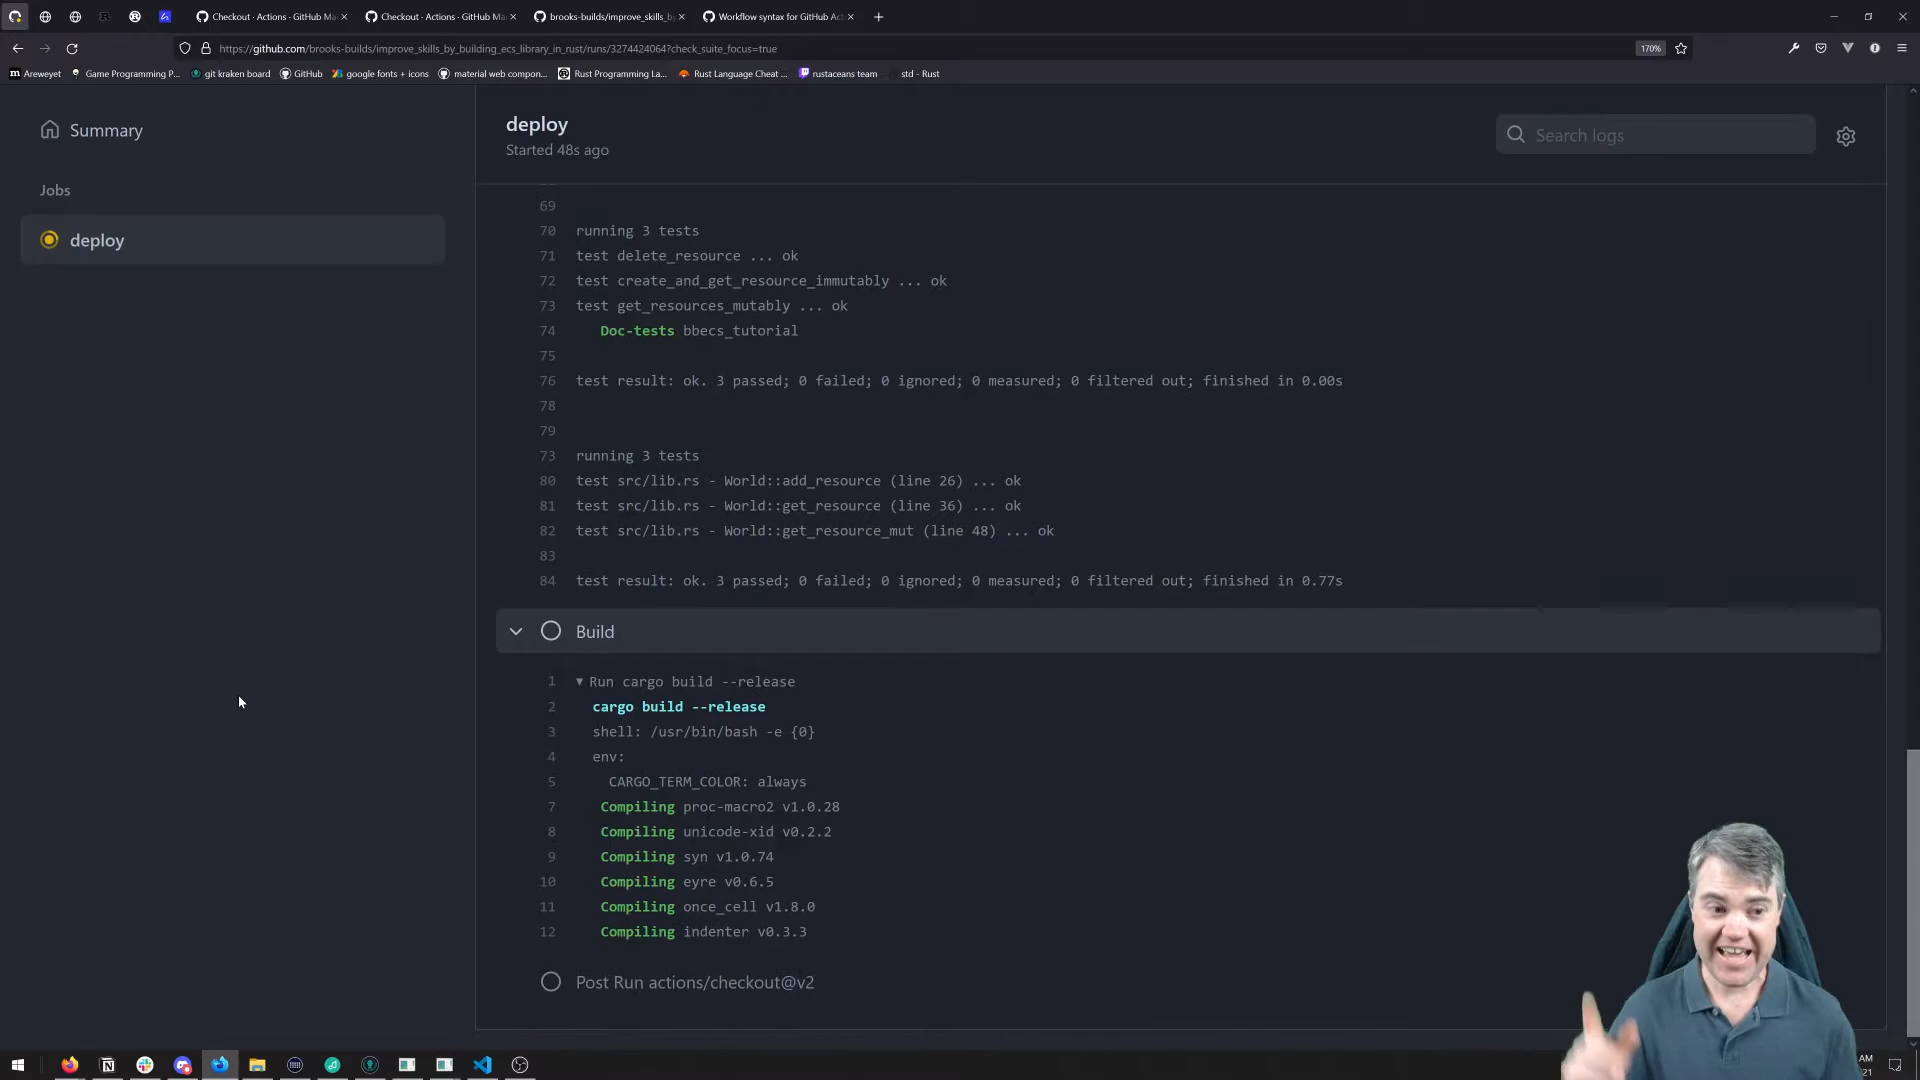 Checkout · Actions · GitHub Ma
Checkout · Actions · GitHub Ma
brooks-builds/improve_skills_by
Workflow syntax for GitHub Ac
https://github.com/brooks-builds/improve_skills_by_building_ecs_library_in_rust/runs/3274424064?check_suite_focus=true
170%
Areweyet
Game Programming P...
git kraken board
GitHub
google fonts + icons
material web compon...
Rust Programming La...
Rust Language Cheat ...
rustaceans team
std - Rust
Summary
Jobs
deploy
deploy
Started 48s ago
Search logs
69
70 running 3 tests
71 test delete_resource ... ok
72 test create_and_get_resource_immutably ... ok
73 test get_resources_mutably ... ok
74 Doc-tests bbecs_tutorial
75
76 test result: ok. 3 passed; 0 failed; 0 ignored; 0 measured; 0 filtered out; finished in 0.00s
78
79
73 running 3 tests
80 test src/lib.rs - World::add_resource (line 26) ... ok
81 test src/lib.rs - World::get_resource (line 36) ... ok
82 test src/lib.rs - World::get_resource_mut (line 48) ... ok
83
84 test result: ok. 3 passed; 0 failed; 0 ignored; 0 measured; 0 filtered out; finished in 0.77s
Build
1 ▼ Run cargo build --release
2 cargo build --release
3 shell: /usr/bin/bash -e {0}
4 env:
5 CARGO_TERM_COLOR: always
7 Compiling proc-macro2 v1.0.28
8 Compiling unicode-xid v0.2.2
9 Compiling syn v1.0.74
10 Compiling eyre v0.6.5
11 Compiling once_cell v1.8.0
12 Compiling indenter v0.3.3
Post Run actions/checkout@v2
AM
21